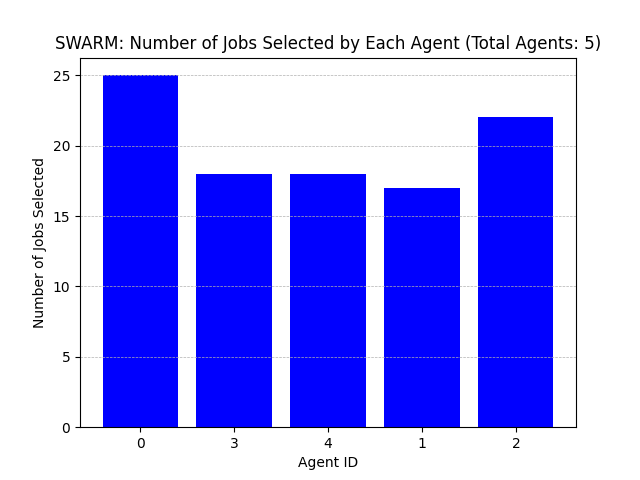 SWARM: Number of Jobs Selected by Each Agent (Total Agents: 5)
Number of Jobs Selected
25
20
15
10
5
0
0 3 4 1 2
Agent ID